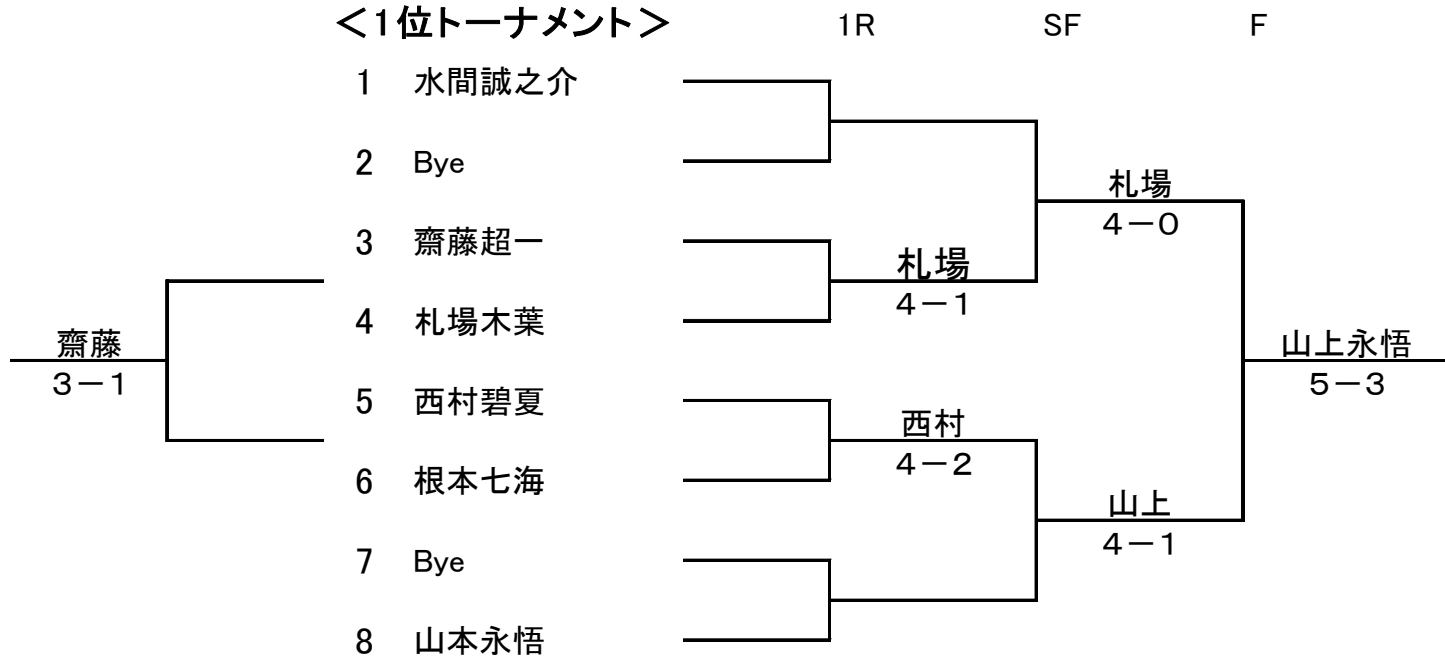 ＜1位トーナメント＞ 1R SF F
1 水間誠之介
2 Bye
札場
4－0
3 齋藤超一
札場
4－1
4 札場木葉
齋藤
3－1
山上永悟
5－3
5 西村碧夏
西村
4－2
6 根本七海
山上
4－1
7 Bye
8 山本永悟